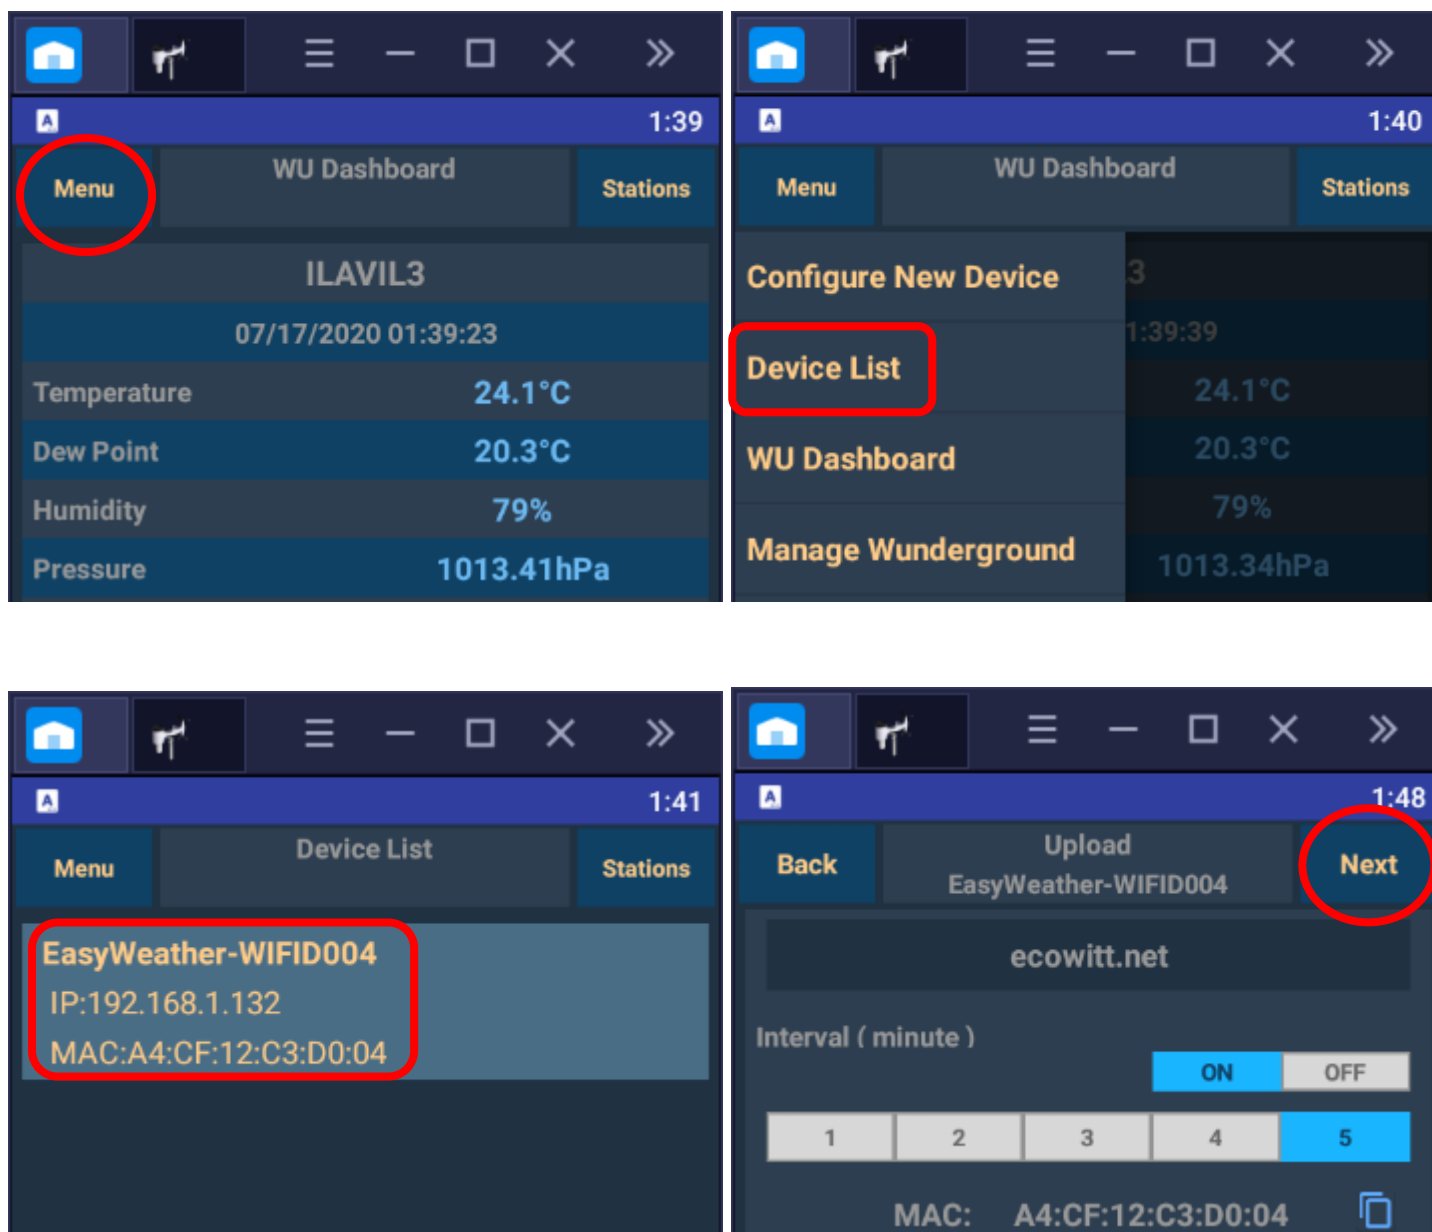 1:39
Menu
WU Dashboard
Stations
ILAVIL3
07/17/2020 01:39:23
Temperature 24.1°C
Dew Point 20.3°C
Humidity 79%
Pressure 1013.41hPa
1:40
Menu
WU Dashboard
Stations
Configure New Device
3
Device List
1:39:39
24.1°C
WU Dashboard
20.3°C
79%
Manage Wunderground
1013.34hPa
1:41
Menu
Device List
Stations
EasyWeather-WIFID004
IP:192.168.1.132
MAC:A4:CF:12:C3:D0:04
1:48
Back
Upload
EasyWeather-WIFID004
Next
ecowitt.net
Interval ( minute )
ON OFF
1 2 3 4 5
MAC: A4:CF:12:C3:D0:04